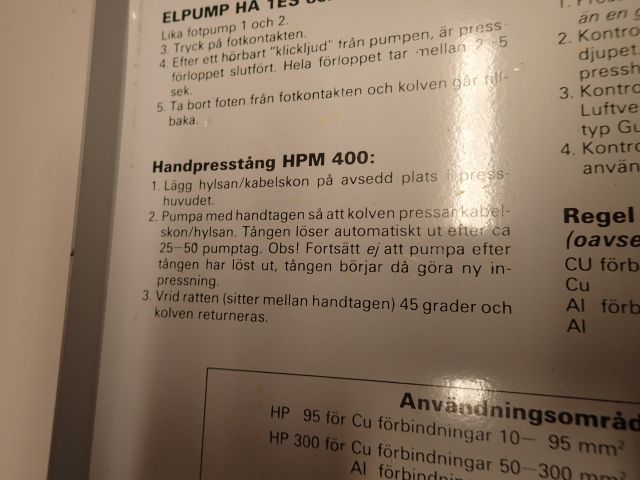 ELPUMP HA 1ES
Lika fotpump 1 och 2.
3. Tryck på fotkontakten.
4. Efter ett hörbart "klickljud" från pumpen, är press-
förloppet slutfört. Hela förloppet tar mellan 2-5
sek.
5. Ta bort foten från fotkontakten och kolven går till-
baka.
Handpresstång HPM 400:
1. Lägg hylsan/kabelskon på avsedd plats i press-
huvudet.
2. Pumpa med handtagen så att kolven pressar kabel-
skon/hylsan. Tången löser automatiskt ut efter ca
25–50 pumptag. Obs! Fortsätt ej att pumpa efter
tången har löst ut, tången börjar då göra ny in-
pressning.
3. Vrid ratten (sitter mellan handtagen) 45 grader och
kolven returneras.
än en
2. Kontro
djupet.
pressh
3. Kontro
Luftve
typ Gu
4. Kontro
använ
Regel
(oavse
CU förb
Cu
Al förb
Al
Användningsområd
HP 95 för Cu förbindningar 10— 95 mm²
HP 300 för Cu förbindningar 50—300 mm²
Al förbindnin